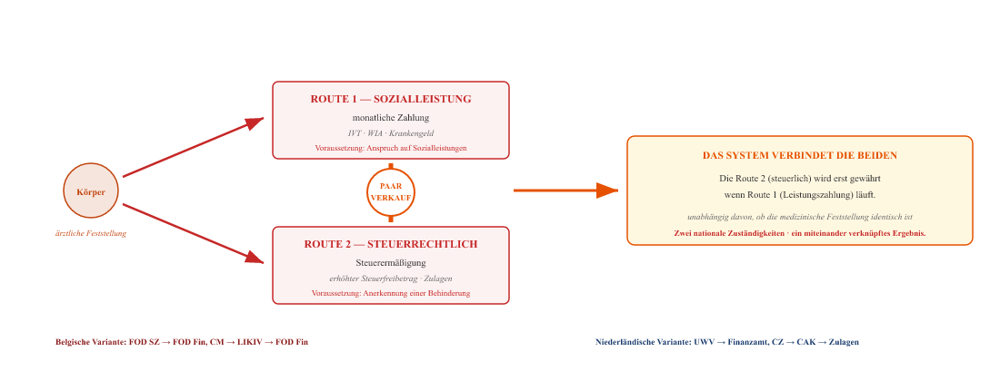 ROUTE 1 — SOZIALLEISTUNG
monatliche Zahlung
IVT · WIA · Krankengeld
Voraussetzung: Anspruch auf Sozialleistungen
Körper
ärztliche Feststellung
PAAR
VERKAUF
ROUTE 2 — STEUERRECHTLICH
Steuerermäßigung
erhöhter Steuerfreibetrag · Zulagen
Voraussetzung: Anerkennung einer Behinderung
DAS SYSTEM VERBINDET DIE BEIDEN
Die Route 2 (steuerlich) wird erst gewährt
wenn Route 1 (Leistungszahlung) läuft.
unabhängig davon, ob die medizinische Feststellung identisch ist
Zwei nationale Zuständigkeiten · ein miteinander verknüpftes Ergebnis.
Belgische Variante: FOD SZ → FOD Fin, CM → LIKIV → FOD Fin
Niederländische Variante: UWV → Finanzamt, CZ → CAK → Zulagen